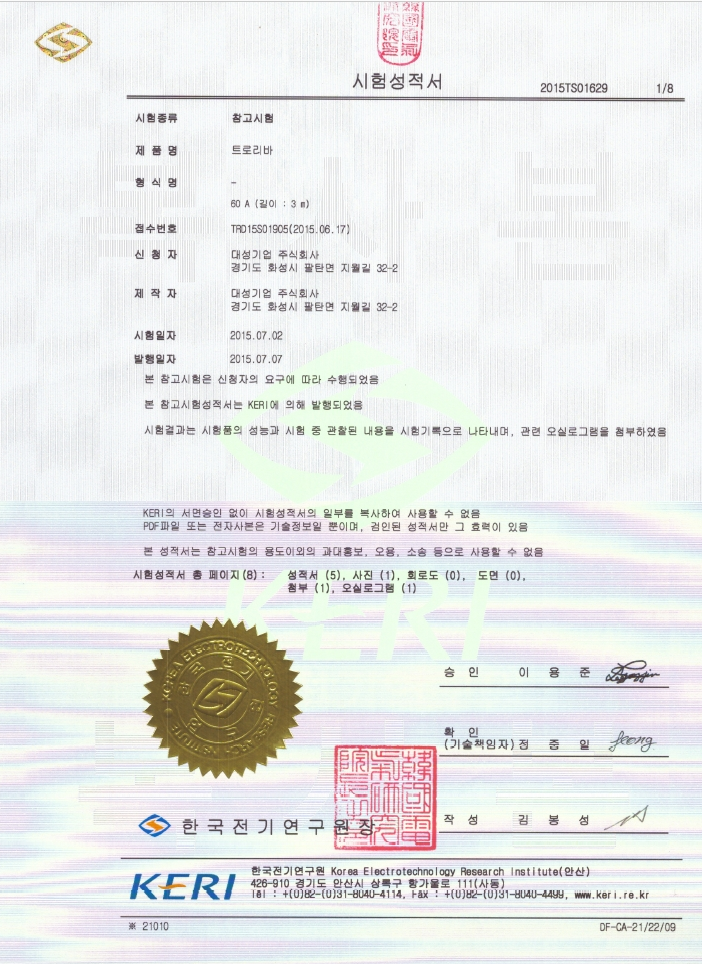 시험성적서
2015TS01629 1/8
시험종류 참고시험
제 품 명 트로리바
형 식 명 -
60 A (길이 : 3 m)
접수번호 TRD15S01905(2015.06.17)
신 청 자 대성기업 주식회사
경기도 화성시 팔탄면 지월길 32-2
제 작 자 대성기업 주식회사
경기도 화성시 팔탄면 지월길 32-2
시험일자 2015.07.02
발행일자 2015.07.07
본 참고시험은 신청자의 요구에 따라 수행되었음
본 참고시험성적서는 KERI에 의해 발행되었음
시험결과는 시험품의 성능과 시험 중 관찰된 내용을 시험기록으로 나타내며, 관련 오실로그램을 첨부하였음
KERI의 서면승인 없이 시험성적서의 일부를 복사하여 사용할 수 없음
PDF파일 또는 전자사본은 기술정보일 뿐이며, 검인된 성적서만 그 효력이 있음
본 성적서는 참고시험의 용도이외의 과대홍보, 오용, 소송 등으로 사용할 수 없음
시험성적서 총 페이지(8) : 성적서 (5), 사진 (1), 회로도 (0), 도면 (0),
첨부 (1), 오실로그램 (1)
KERI
KOREA ELECTROTECHNOLOGY RESEARCH INSTITUTE
한국전기연구원
승 인 이 용 준
확 인
(기술책임자) 정 중 일 Jeong
작 성 김 봉 성
한국전기연구원장
KERI
한국전기연구원 Korea Electrotechnology Research Institute(안산)
426-910 경기도 안산시 상록구 항가울로 111(사동)
Tel : +(0)82-(0)31-8040-4114, Fax : +(0)82-(0)31-8040-4499, www.keri.re.kr
※ 21010 DF-CA-21/22/09